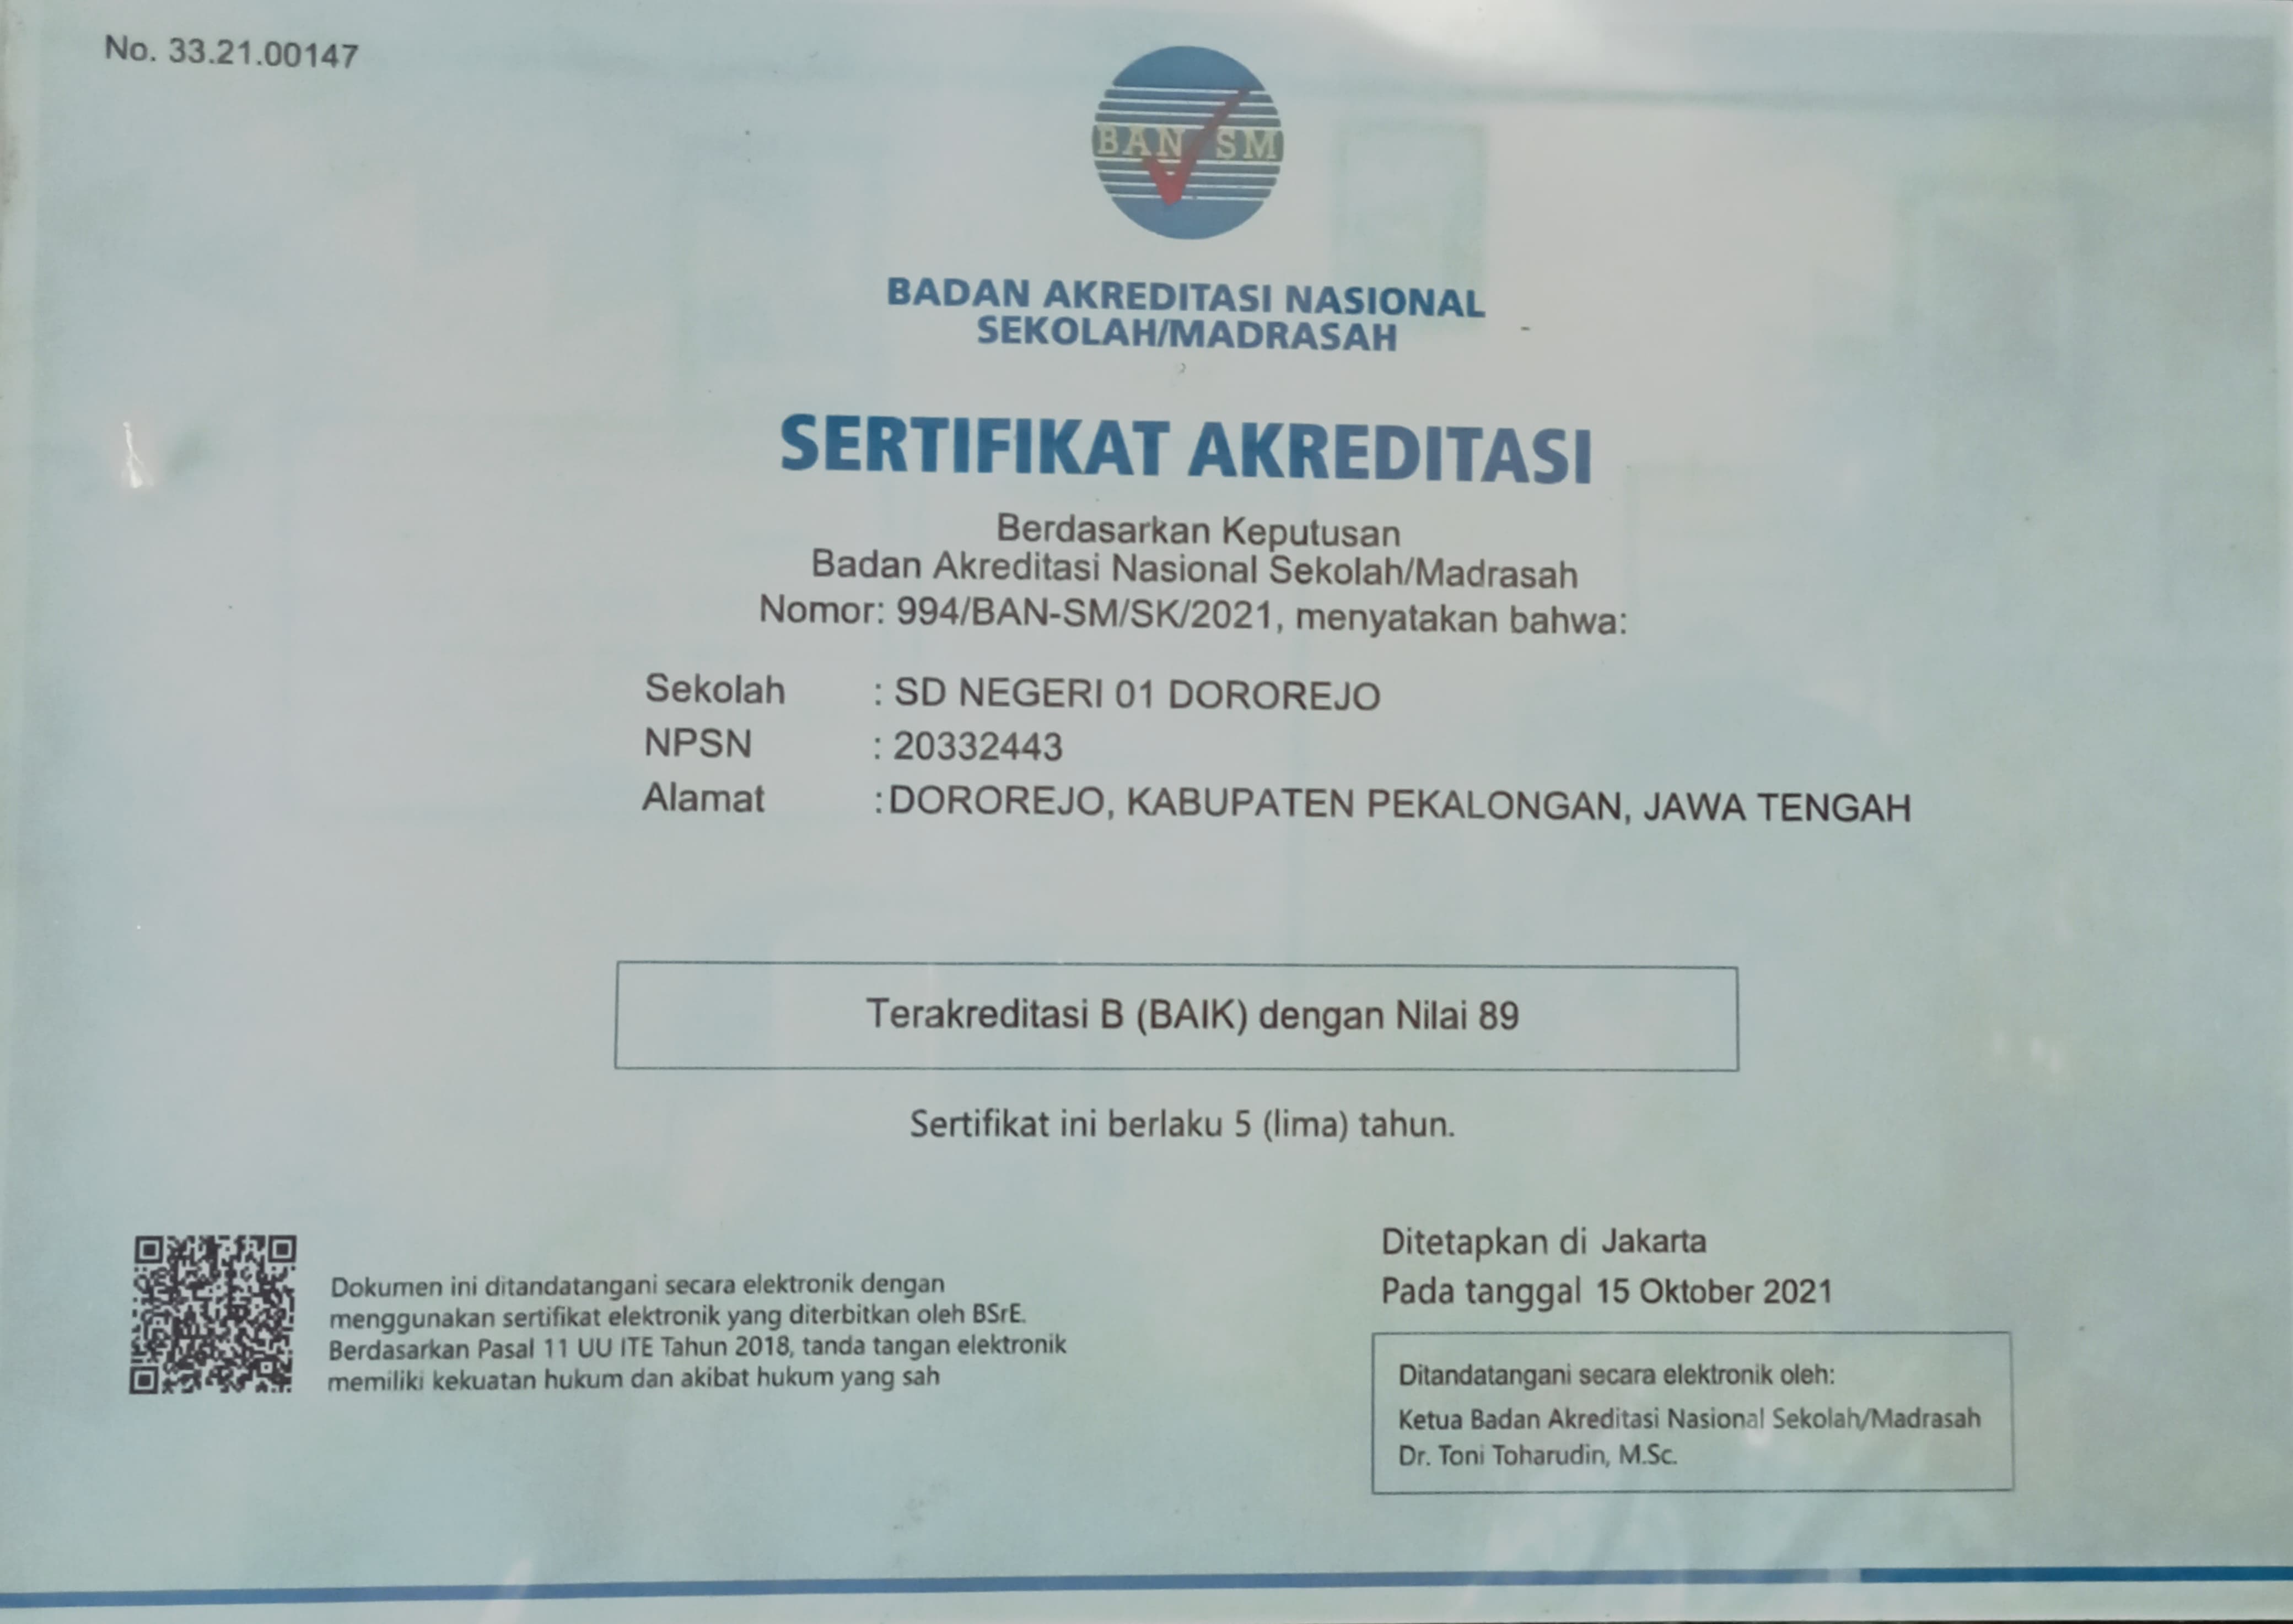 No. 33.21.00147
BAN SM
BADAN AKREDITASI NASIONAL
SEKOLAH/MADRASAH
SERTIFIKAT AKREDITASI
Berdasarkan Keputusan
Badan Akreditasi Nasional Sekolah/Madrasah
Nomor: 994/BAN-SM/SK/2021, menyatakan bahwa:
Sekolah : SD NEGERI 01 DOROREJO
NPSN : 20332443
Alamat : DOROREJO, KABUPATEN PEKALONGAN, JAWA TENGAH
Terakreditasi B (BAIK) dengan Nilai 89
Sertifikat ini berlaku 5 (lima) tahun.
Dokumen ini ditandatangani secara elektronik dengan
menggunakan sertifikat elektronik yang diterbitkan oleh BSrE.
Berdasarkan Pasal 11 UU ITE Tahun 2018, tanda tangan elektronik
memiliki kekuatan hukum dan akibat hukum yang sah
Ditetapkan di Jakarta
Pada tanggal 15 Oktober 2021
Ditandatangani secara elektronik oleh:
Ketua Badan Akreditasi Nasional Sekolah/Madrasah
Dr. Toni Toharudin, M.Sc.